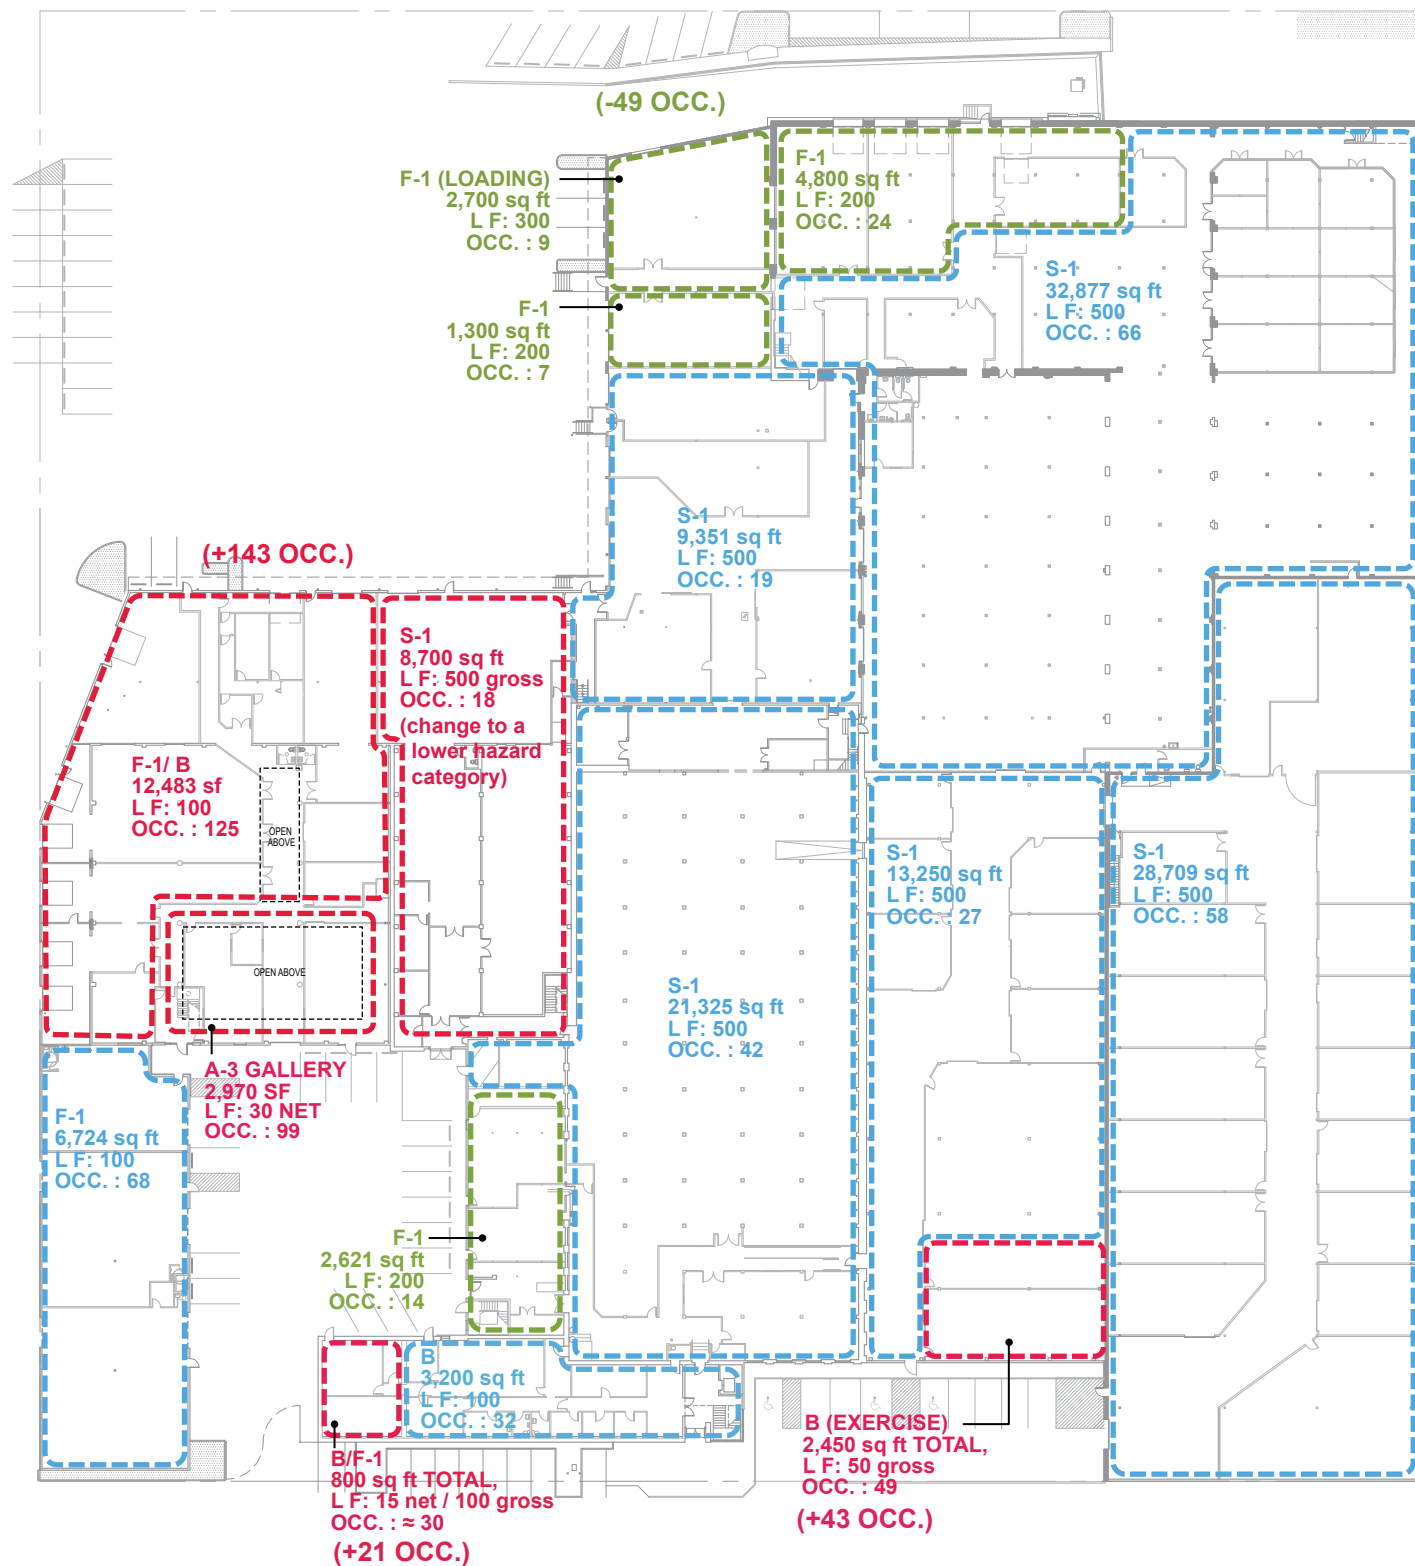 (-49 OCC.)
F-1 (LOADING)
2,700 sq ft
L F: 300
OCC. : 9
F-1
4,800 sq ft
L F: 200
OCC. : 24
F-1
1,300 sq ft
L F: 200
OCC. : 7
S-1
32,877 sq ft
L F: 500
OCC. : 66
S-1
9,351 sq ft
L F: 500
OCC. : 19
(+143 OCC.)
S-1
8,700 sq ft
L F: 500 gross
OCC. : 18
(change to a
lower hazard
category)
F-1/ B
12,483 sf
L F: 100
OCC. : 125
OPEN
ABOVE
OPEN ABOVE
S-1
13,250 sq ft
L F: 500
OCC. : 27
S-1
28,709 sq ft
L F: 500
OCC. : 58
S-1
21,325 sq ft
L F: 500
OCC. : 42
A-3 GALLERY
2,970 SF
L F: 30 NET
OCC. : 99
F-1
6,724 sq ft
L F: 100
OCC. : 68
F-1
2,621 sq ft
L F: 200
OCC. : 14
B
3,200 sq ft
L F: 100
OCC. : 32
B/F-1
800 sq ft TOTAL,
L F: 15 net / 100 gross
OCC. : ≈ 30
(+21 OCC.)
B (EXERCISE)
2,450 sq ft TOTAL,
L F: 50 gross
OCC. : 49
(+43 OCC.)